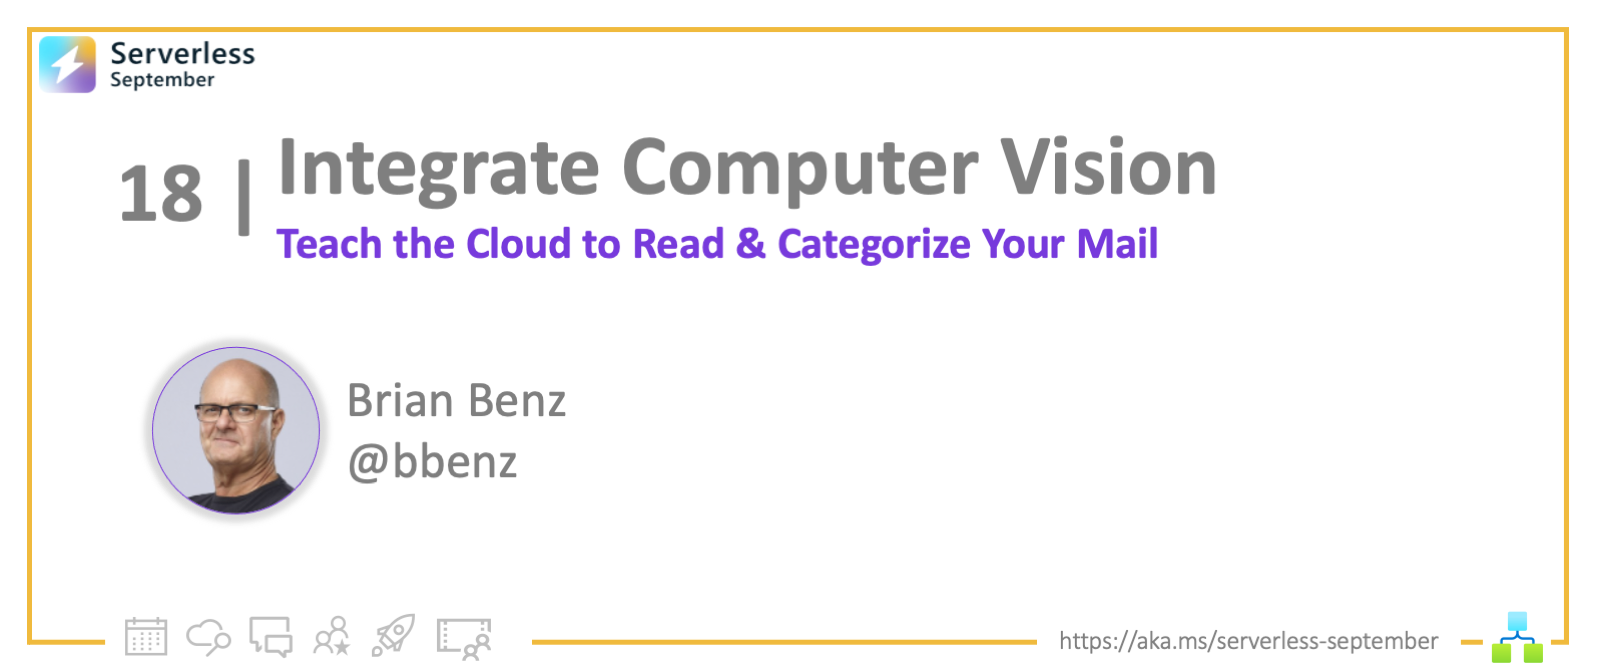 Serverless
September
18 | Integrate Computer Vision
Teach the Cloud to Read & Categorize Your Mail
Brian Benz
@bbenz
https://aka.ms/serverless-september